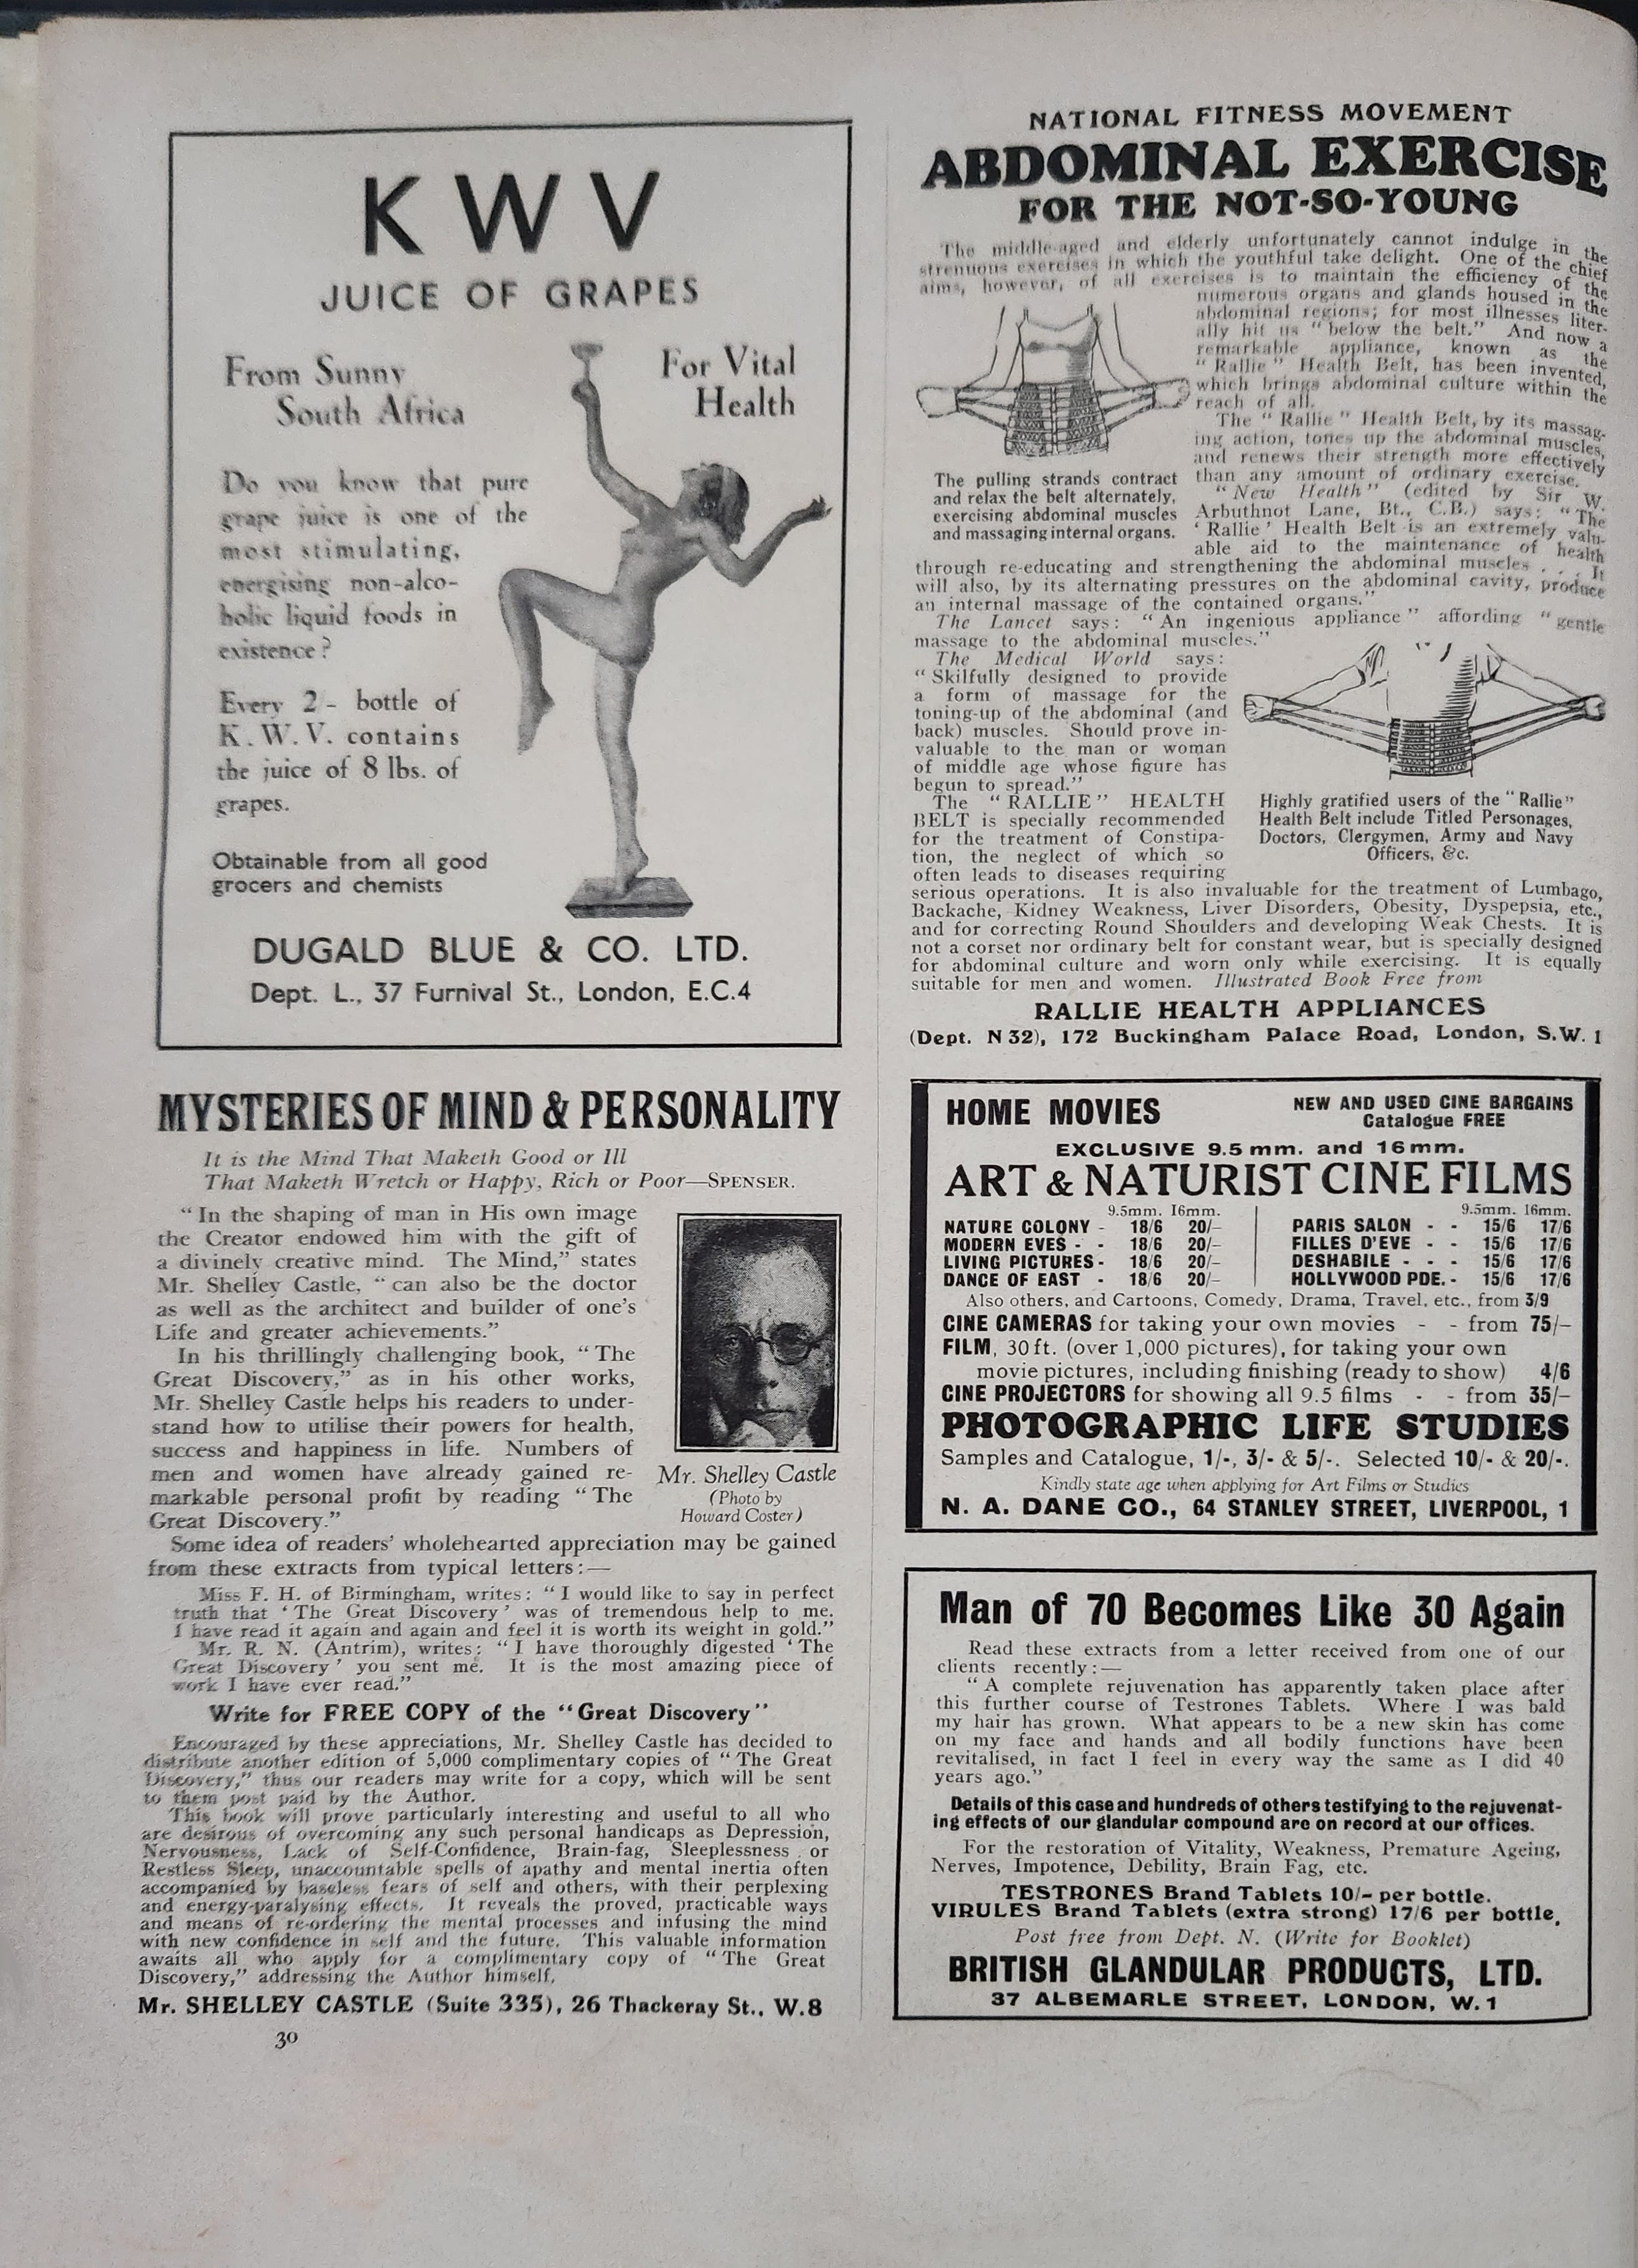 KWV
JUICE OF GRAPES
From Sunny
South Africa
For Vital
Health
Do you know that pure
grape juice is one of the
most stimulating,
energising non-alco-
holic liquid foods in
existence?
Every 2/- bottle of
K.W.V. contains
the juice of 8 lbs. of
grapes.
Obtainable from all good
grocers and chemists
DUGALD BLUE & CO. LTD.
Dept. L., 37 Furnival St., London, E.C.4
MYSTERIES OF MIND & PERSONALITY
It is the Mind That Maketh Good or Ill
That Maketh Wretch or Happy, Rich or Poor—SPENSER.
"In the shaping of man in His own image
the Creator endowed him with the gift of
a divinely creative mind. The Mind," states
Mr. Shelley Castle, "can also be the doctor
as well as the architect and builder of one's
Life and greater achievements."
In his thrillingly challenging book, "The
Great Discovery," as in his other works,
Mr. Shelley Castle helps his readers to under-
stand how to utilise their powers for health,
success and happiness in life. Numbers of
men and women have already gained re-
markable personal profit by reading "The
Great Discovery."
Mr. Shelley Castle
(Photo by
Howard Coster)
Some idea of readers' wholehearted appreciation may be gained
from these extracts from typical letters:—
Miss F. H. of Birmingham, writes: "I would like to say in perfect
truth that 'The Great Discovery' was of tremendous help to me.
I have read it again and again and feel it is worth its weight in gold."
Mr. R. N. (Antrim), writes: "I have thoroughly digested 'The
Great Discovery' you sent me. It is the most amazing piece of
work I have ever read."
Write for FREE COPY of the "Great Discovery"
Encouraged by these appreciations, Mr. Shelley Castle has decided to
distribute another edition of 5,000 complimentary copies of "The Great
Discovery," thus our readers may write for a copy, which will be sent
to them post paid by the Author.
This book will prove particularly interesting and useful to all who
are desirous of overcoming any such personal handicaps as Depression,
Nervousness, Lack of Self-Confidence, Brain-fag, Sleeplessness or
Restless Sleep, unaccountable spells of apathy and mental inertia often
accompanied by baseless fears of self and others, with their perplexing
and energy-paralysing effects. It reveals the proved, practicable ways
and means of re-ordering the mental processes and infusing the mind
with new confidence in self and the future. This valuable information
awaits all who apply for a complimentary copy of "The Great
Discovery," addressing the Author himself,
Mr. SHELLEY CASTLE (Suite 335), 26 Thackeray St., W.8
30
NATIONAL FITNESS MOVEMENT
ABDOMINAL EXERCISE
FOR THE NOT-SO-YOUNG
The middle-aged and elderly unfortunately cannot indulge in the
strenuous exercises in which the youthful take delight. One of the chief
aims, however, of all exercises is to maintain the efficiency of the
numerous organs and glands housed in the
abdominal regions; for most illnesses liter-
ally hit us "below the belt." And now a
remarkable appliance, known as the
"Rallie" Health Belt, has been invented,
which brings abdominal culture within the
reach of all.
The "Rallie" Health Belt, by its massag-
ing action, tones up the abdominal muscles,
and renews their strength more effectively
than any amount of ordinary exercise.
The pulling strands contract
and relax the belt alternately,
exercising abdominal muscles
and massaging internal organs.
"New Health" (edited by Sir W.
Arbuthnot Lane, Bt., C.B.) says: "The
'Rallie' Health Belt is an extremely valu-
able aid to the maintenance of health
through re-educating and strengthening the abdominal muscles . . . It
will also, by its alternating pressures on the abdominal cavity, produce
an internal massage of the contained organs."
The Lancet says: "An ingenious appliance" affording "gentle
massage to the abdominal muscles."
The Medical World says:
"Skilfully designed to provide
a form of massage for the
toning-up of the abdominal (and
back) muscles. Should prove in-
valuable to the man or woman
of middle age whose figure has
begun to spread."
The "RALLIE" HEALTH
BELT is specially recommended
for the treatment of Constipa-
tion, the neglect of which so
often leads to diseases requiring
Highly gratified users of the "Rallie"
Health Belt include Titled Personages,
Doctors, Clergymen, Army and Navy
Officers, &c.
serious operations. It is also invaluable for the treatment of Lumbago,
Backache, Kidney Weakness, Liver Disorders, Obesity, Dyspepsia, etc.,
and for correcting Round Shoulders and developing Weak Chests. It is
not a corset nor ordinary belt for constant wear, but is specially designed
for abdominal culture and worn only while exercising. It is equally
suitable for men and women. Illustrated Book Free from
RALLIE HEALTH APPLIANCES
(Dept. N 32), 172 Buckingham Palace Road, London, S.W. 1
HOME MOVIES
NEW AND USED CINE BARGAINS
Catalogue FREE
EXCLUSIVE 9.5 mm. and 16 mm.
ART & NATURIST CINE FILMS
9.5mm. 16mm.
NATURE COLONY - 18/6 20/-
MODERN EVES - - 18/6 20/-
LIVING PICTURES - 18/6 20/-
DANCE OF EAST - 18/6 20/-
9.5mm. 16mm.
PARIS SALON - - 15/6 17/6
FILLES D'EVE - - 15/6 17/6
DESHABILE - - - 15/6 17/6
HOLLYWOOD PDE. - 15/6 17/6
Also others, and Cartoons, Comedy, Drama, Travel, etc., from 3/9
CINE CAMERAS for taking your own movies - - from 75/-
FILM, 30 ft. (over 1,000 pictures), for taking your own
movie pictures, including finishing (ready to show) 4/6
CINE PROJECTORS for showing all 9.5 films - - from 35/-
PHOTOGRAPHIC LIFE STUDIES
Samples and Catalogue, 1/-, 3/- & 5/-. Selected 10/- & 20/-.
Kindly state age when applying for Art Films or Studies
N. A. DANE CO., 64 STANLEY STREET, LIVERPOOL, 1
Man of 70 Becomes Like 30 Again
Read these extracts from a letter received from one of our
clients recently:—
"A complete rejuvenation has apparently taken place after
this further course of Testrones Tablets. Where I was bald
my hair has grown. What appears to be a new skin has come
on my face and hands and all bodily functions have been
revitalised, in fact I feel in every way the same as I did 40
years ago."
Details of this case and hundreds of others testifying to the rejuvenat-
ing effects of our glandular compound are on record at our offices.
For the restoration of Vitality, Weakness, Premature Ageing,
Nerves, Impotence, Debility, Brain Fag, etc.
TESTRONES Brand Tablets 10/- per bottle.
VIRULES Brand Tablets (extra strong) 17/6 per bottle.
Post free from Dept. N. (Write for Booklet)
BRITISH GLANDULAR PRODUCTS, LTD.
37 ALBEMARLE STREET, LONDON, W.1